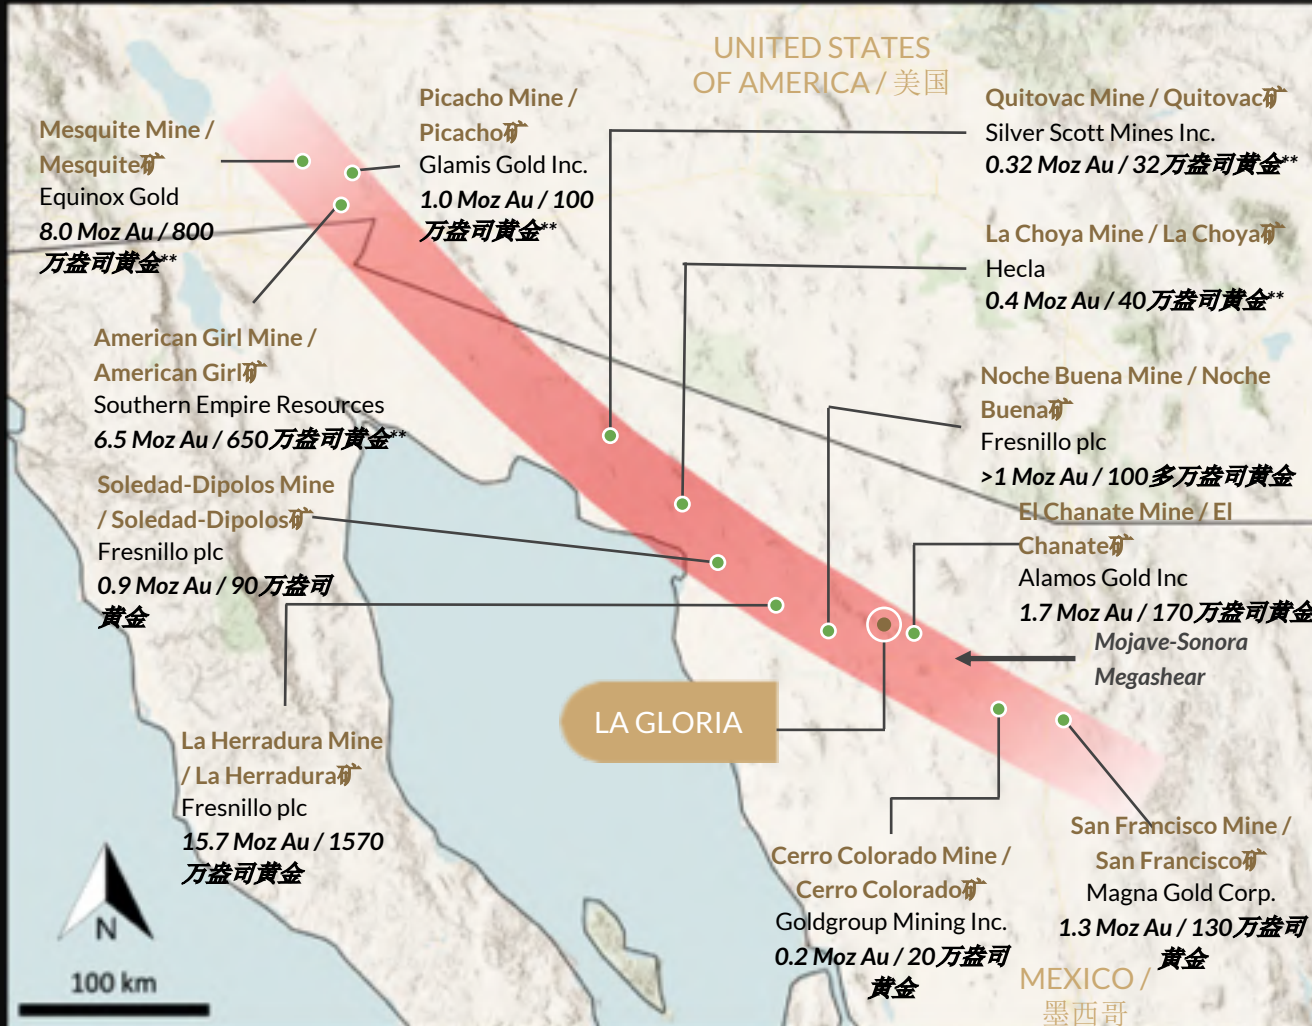 UNITED STATES
OF AMERICA / 美国
Mesquite Mine /
Mesquite矿
Equinox Gold
8.0 Moz Au / 800
万盎司黄金**
Picacho Mine /
Picacho矿
Glamis Gold Inc.
1.0 Moz Au / 100
万盎司黄金**
Quitovac Mine / Quitovac矿
Silver Scott Mines Inc.
0.32 Moz Au / 32万盎司黄金**
La Choya Mine / La Choya矿
Hecla
0.4 Moz Au / 40万盎司黄金**
American Girl Mine /
American Girl矿
Southern Empire Resources
6.5 Moz Au / 650万盎司黄金**
Noche Buena Mine / Noche
Buena矿
Fresnillo plc
>1 Moz Au / 100多万盎司黄金
Soledad-Dipolos Mine
/ Soledad-Dipolos矿
Fresnillo plc
0.9 Moz Au / 90万盎司
黄金
El Chanate Mine / El
Chanate矿
Alamos Gold Inc
1.7 Moz Au / 170万盎司黄金
Mojave-Sonora
Megashear
LA GLORIA
La Herradura Mine
/ La Herradura矿
Fresnillo plc
15.7 Moz Au / 1570
万盎司黄金
Cerro Colorado Mine /
Cerro Colorado矿
Goldgroup Mining Inc.
0.2 Moz Au / 20万盎司
黄金
San Francisco Mine /
San Francisco矿
Magna Gold Corp.
1.3 Moz Au / 130万盎司
黄金
MEXICO /
墨西哥
N
100 km